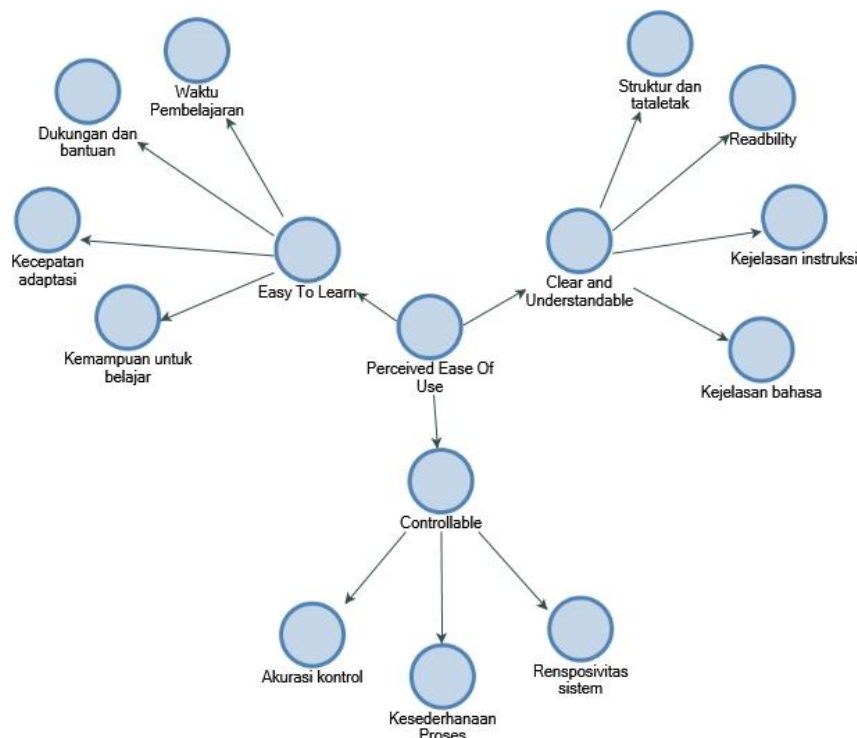 Waktu
Pembelajaran
Dukungan dan
bantuan
Kecepatan
adaptasi
Kemampuan untuk
belajar
Easy To Learn
Struktur dan
tataletak
Readbility
Kejelasan instruksi
Clear and
Understandable
Kejelasan bahasa
Perceived Ease Of
Use
Controllable
Akurasi kontrol
Kesederhanaan
Proses
Rensposivitas
sistem